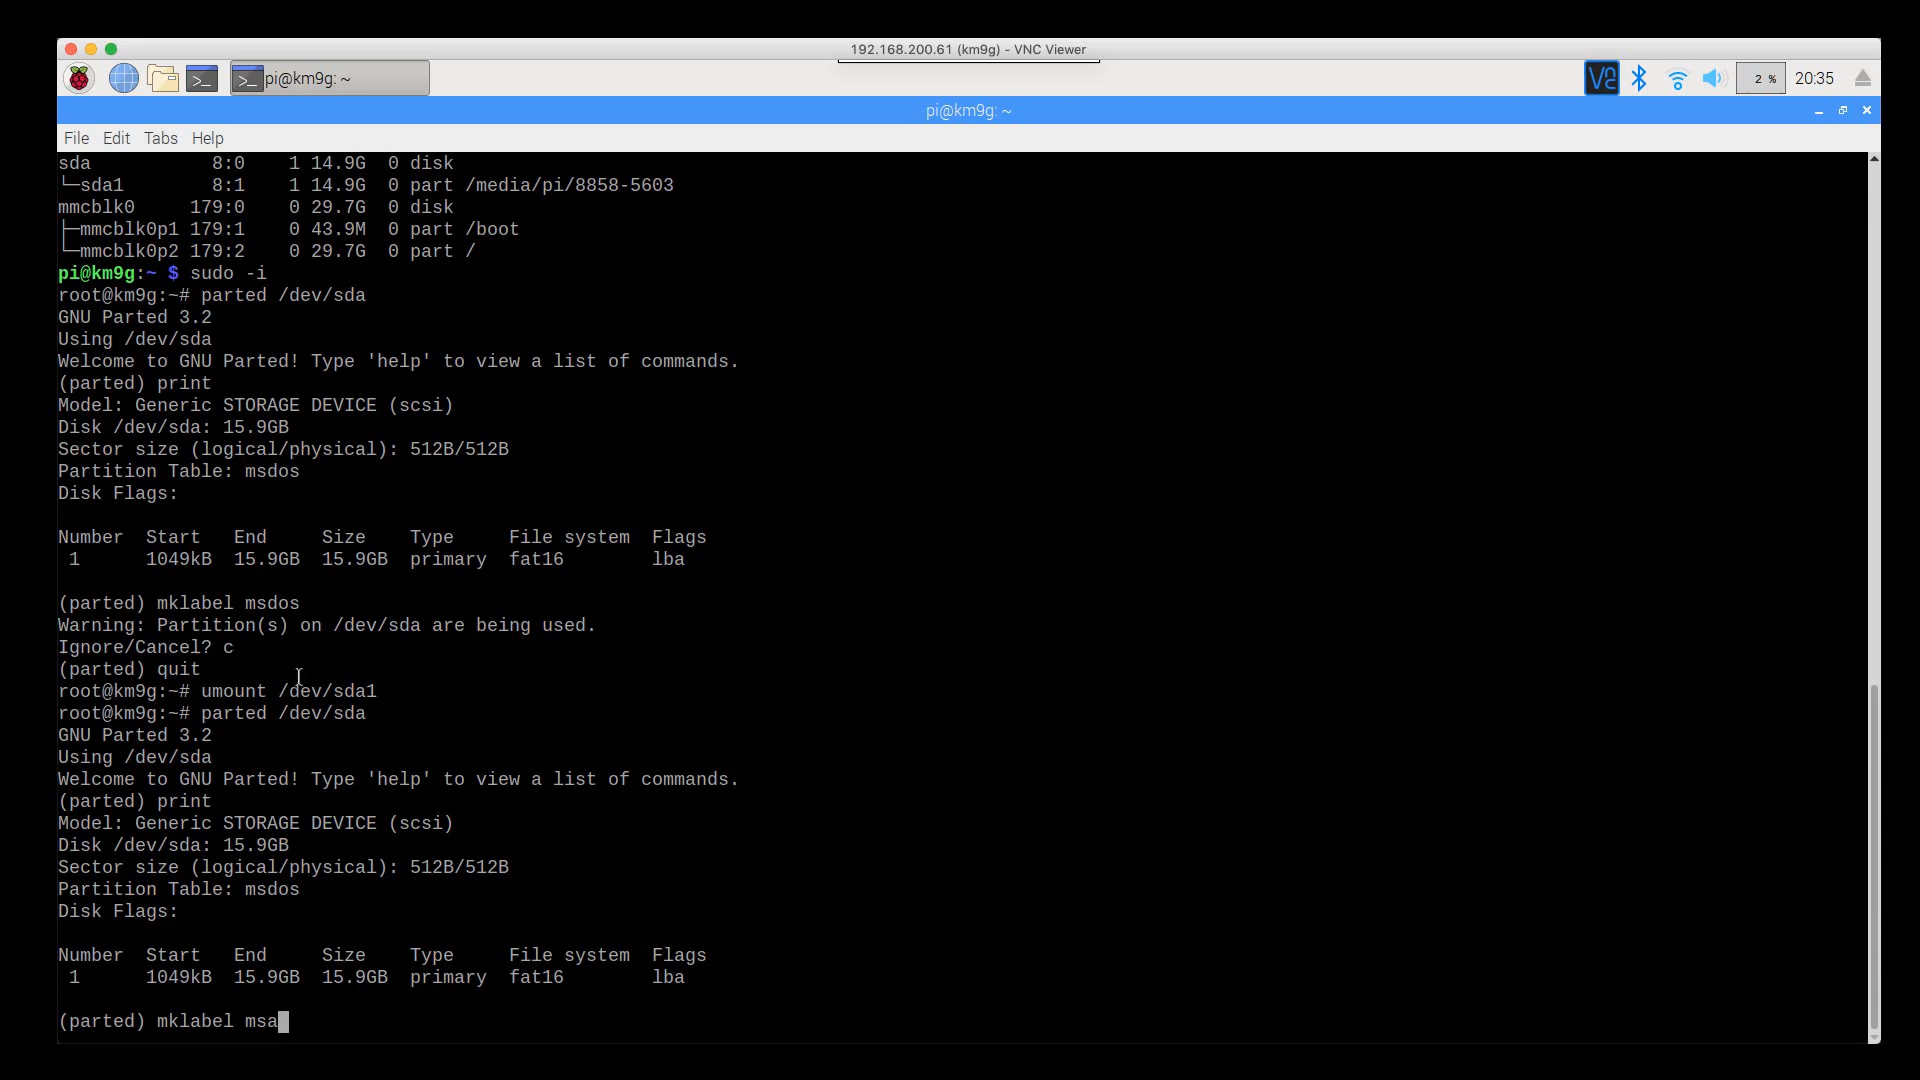 192.168.200.61 (km9g) - VNC Viewer
pi@km9g: ~
2 %
20:35
pi@km9g: ~
File Edit Tabs Help
sda 8:0 1 14.9G 0 disk
└─sda1 8:1 1 14.9G 0 part /media/pi/8858-5603
mmcblk0 179:0 0 29.7G 0 disk
├─mmcblk0p1 179:1 0 43.9M 0 part /boot
└─mmcblk0p2 179:2 0 29.7G 0 part /
pi@km9g:~ $ sudo -i
root@km9g:~# parted /dev/sda
GNU Parted 3.2
Using /dev/sda
Welcome to GNU Parted! Type 'help' to view a list of commands.
(parted) print
Model: Generic STORAGE DEVICE (scsi)
Disk /dev/sda: 15.9GB
Sector size (logical/physical): 512B/512B
Partition Table: msdos
Disk Flags:
Number Start End Size Type File system Flags
1 1049kB 15.9GB 15.9GB primary fat16 lba
(parted) mklabel msdos
Warning: Partition(s) on /dev/sda are being used.
Ignore/Cancel? c
(parted) quit
root@km9g:~# umount /dev/sda1
root@km9g:~# parted /dev/sda
GNU Parted 3.2
Using /dev/sda
Welcome to GNU Parted! Type 'help' to view a list of commands.
(parted) print
Model: Generic STORAGE DEVICE (scsi)
Disk /dev/sda: 15.9GB
Sector size (logical/physical): 512B/512B
Partition Table: msdos
Disk Flags:
Number Start End Size Type File system Flags
1 1049kB 15.9GB 15.9GB primary fat16 lba
(parted) mklabel msa